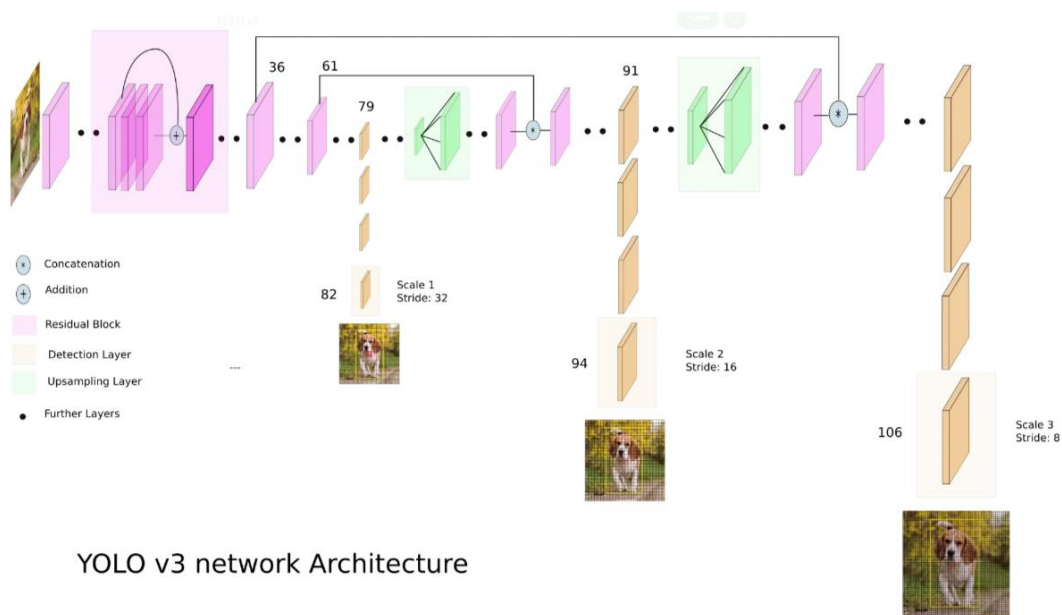 36
61
79
91
*
+
*
*
Concatenation
+
Addition
Residual Block
Detection Layer
Upsampling Layer
Further Layers
---
82
Scale 1
Stride: 32
94
Scale 2
Stride: 16
106
Scale 3
Stride: 8
YOLO v3 network Architecture